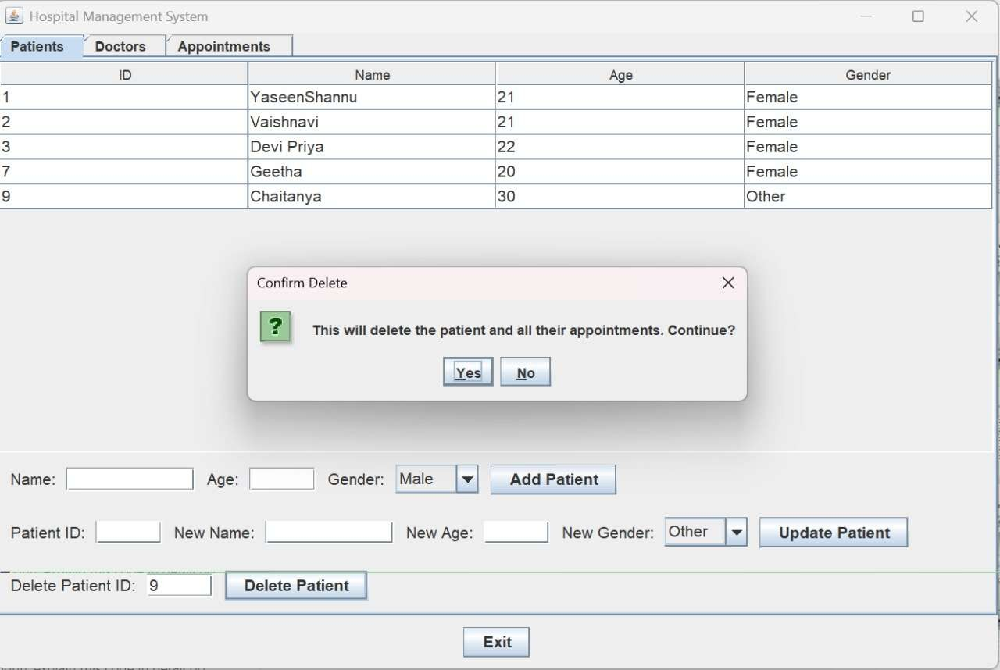 Hospital Management System
Patients Doctors Appointments
ID Name Age Gender
1 YaseenShannu 21 Female
2 Vaishnavi 21 Female
3 Devi Priya 22 Female
7 Geetha 20 Female
9 Chaitanya 30 Other
Confirm Delete
? This will delete the patient and all their appointments. Continue?
Yes No
Name: Age: Gender: Male Add Patient
Patient ID: New Name: New Age: New Gender: Other Update Patient
Delete Patient ID: 9 Delete Patient
Exit